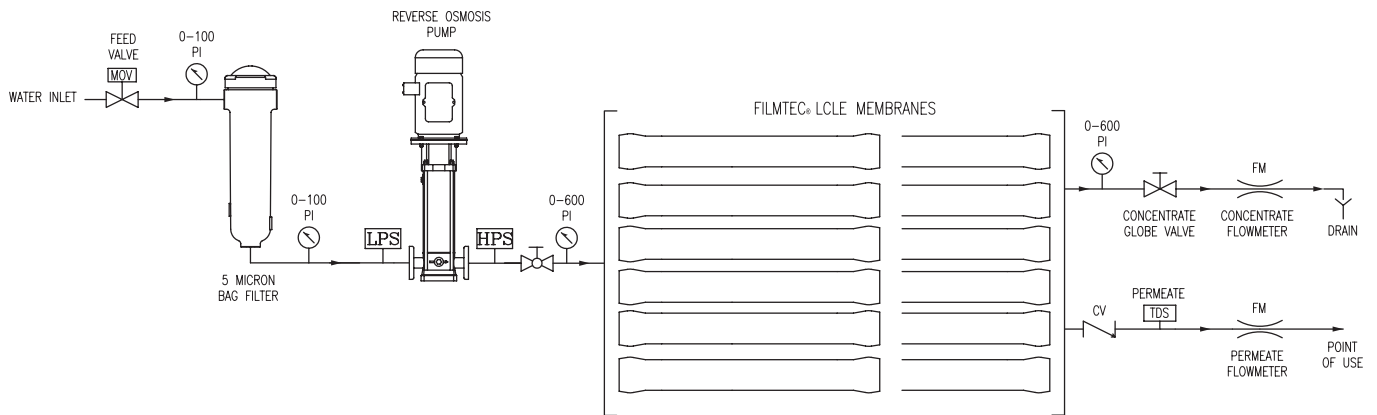 REVERSE OSMOSIS
PUMP
FEED
VALVE
MOV
0-100
PI
WATER INLET
5 MICRON
BAG FILTER
0-100
PI
LPS
HPS
0-600
PI
FILMTEC® LCLE MEMBRANES
0-600
PI
CONCENTRATE
GLOBE VALVE
FM
CONCENTRATE
FLOWMETER
DRAIN
CV
PERMEATE
TDS
FM
PERMEATE
FLOWMETER
POINT
OF USE